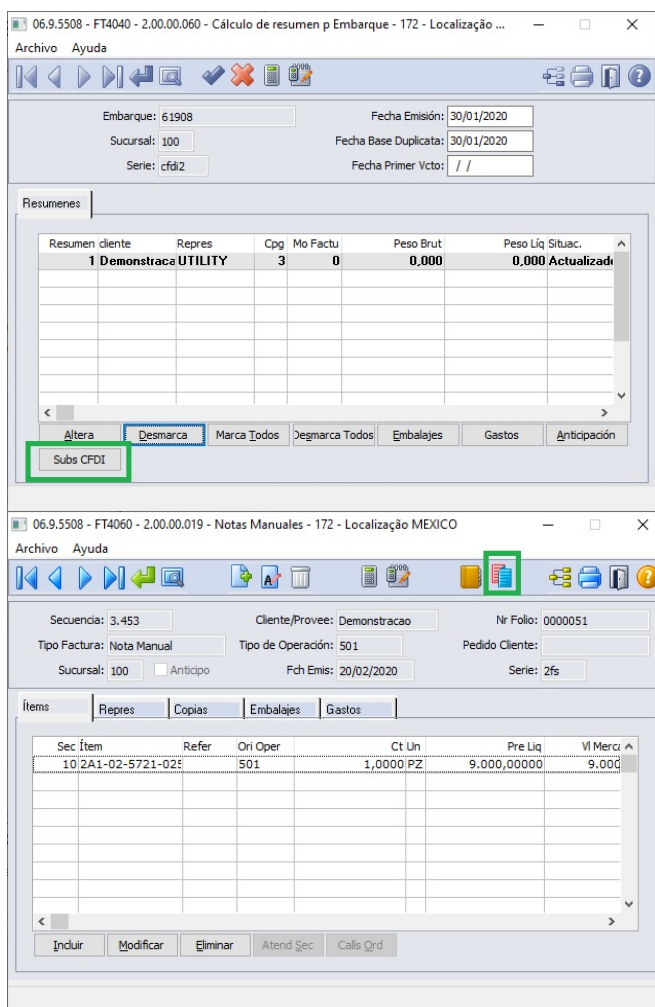 06.9.5508 - FT4040 - 2.00.00.060 - Cálculo de resumen p Embarque - 172 - Localização ...
Archivo Ayuda
Embarque: 61908 Fecha Emisión: 30/01/2020
Sucursal: 100 Fecha Base Duplicata: 30/01/2020
Serie: cfdi2 Fecha Primer Vcto: / /
Resumenes
Resumen cliente Repres Cpg Mo Factu Peso Brut Peso Líq Situac.
1 Demonstraca UTILITY 3 0 0,000 0,000 Actualizado
Altera Desmarca Marca Todos Desmarca Todos Embalajes Gastos Anticipación
Subs CFDI
06.9.5508 - FT4060 - 2.00.00.019 - Notas Manuales - 172 - Localização MEXICO
Archivo Ayuda
Secuencia: 3.453 Cliente/Provee: Demonstracao Nr Folio: 0000051
Tipo Factura: Nota Manual Tipo de Operación: 501 Pedido Cliente:
Sucursal: 100 Anticipo Fch Emis: 20/02/2020 Serie: 2fs
Ítems Repres Copias Embalajes Gastos
Sec Ítem Refer Ori Oper Ct Un Pre Liq Vl Merca
10 2A1-02-5721-025 501 1,0000 PZ 9.000,00000 9.000
Incluir Modificar Eliminar Atend Sec Calls Ord